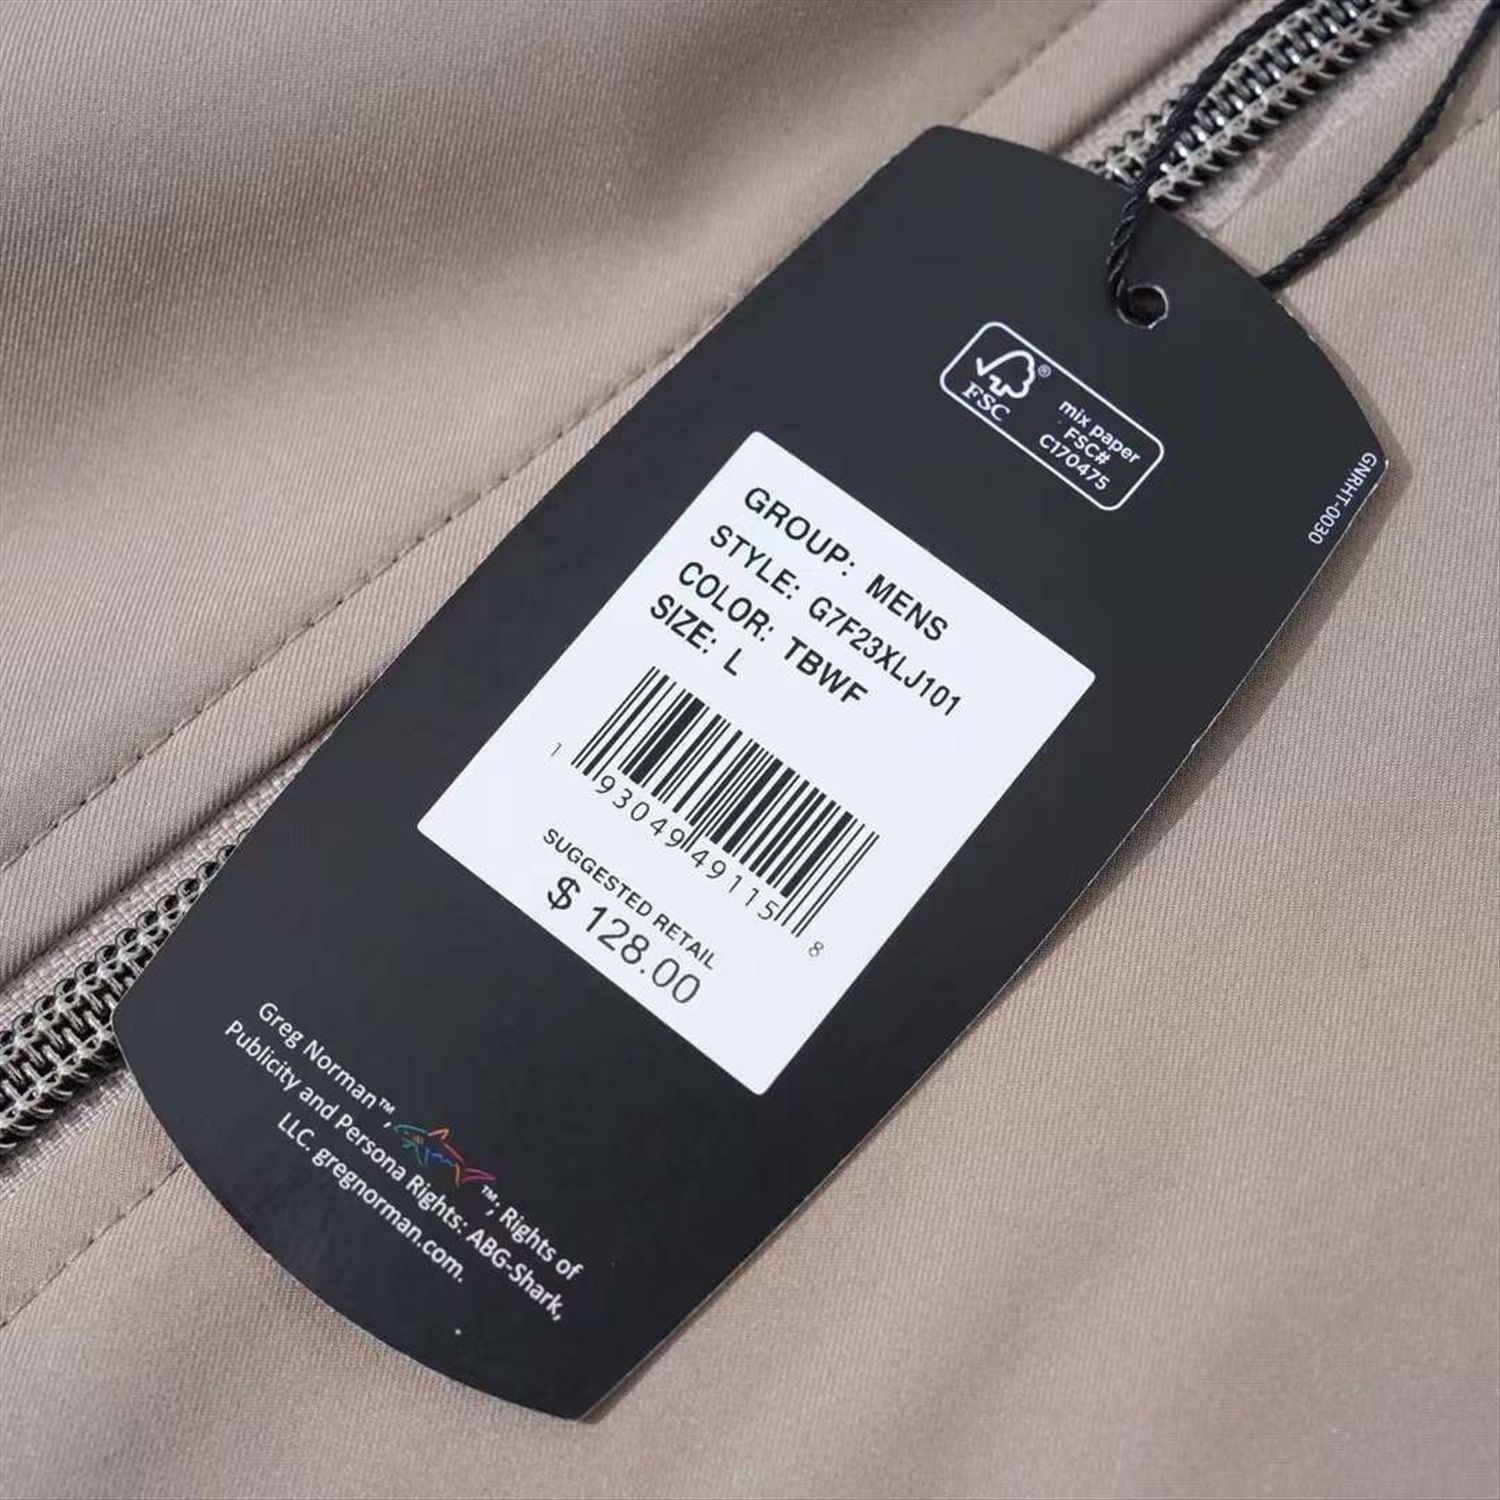 FSC®
mix paper
FSC#
C170475
GNRHT-0030
GROUP: MENS
STYLE: G7F23XLJ101
COLOR: TBWF
SIZE: L
1 93049 49115 8
SUGGESTED RETAIL
$ 128.00
Greg Norman™, ™; Rights of
Publicity and Persona Rights: ABG-Shark,
LLC. gregnorman.com.